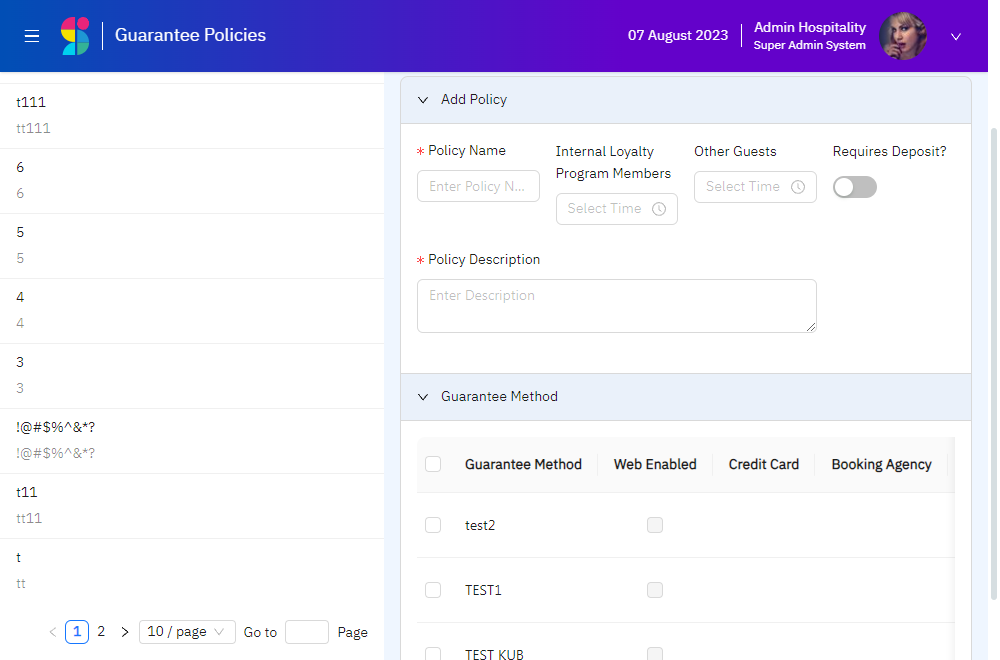 Guarantee Policies
07 August 2023
Admin Hospitality
Super Admin System
t111
tt111
6
6
5
5
4
4
3
3
!@#$%^&*?
!@#$%^&*?
t11
tt11
t
tt
1 2 10 / page Go to Page
Add Policy
* Policy Name
Enter Policy N...
Internal Loyalty
Program Members
Select Time
Other Guests
Select Time
Requires Deposit?
* Policy Description
Enter Description
Guarantee Method
Guarantee Method Web Enabled Credit Card Booking Agency
test2
TEST1
TEST KUB